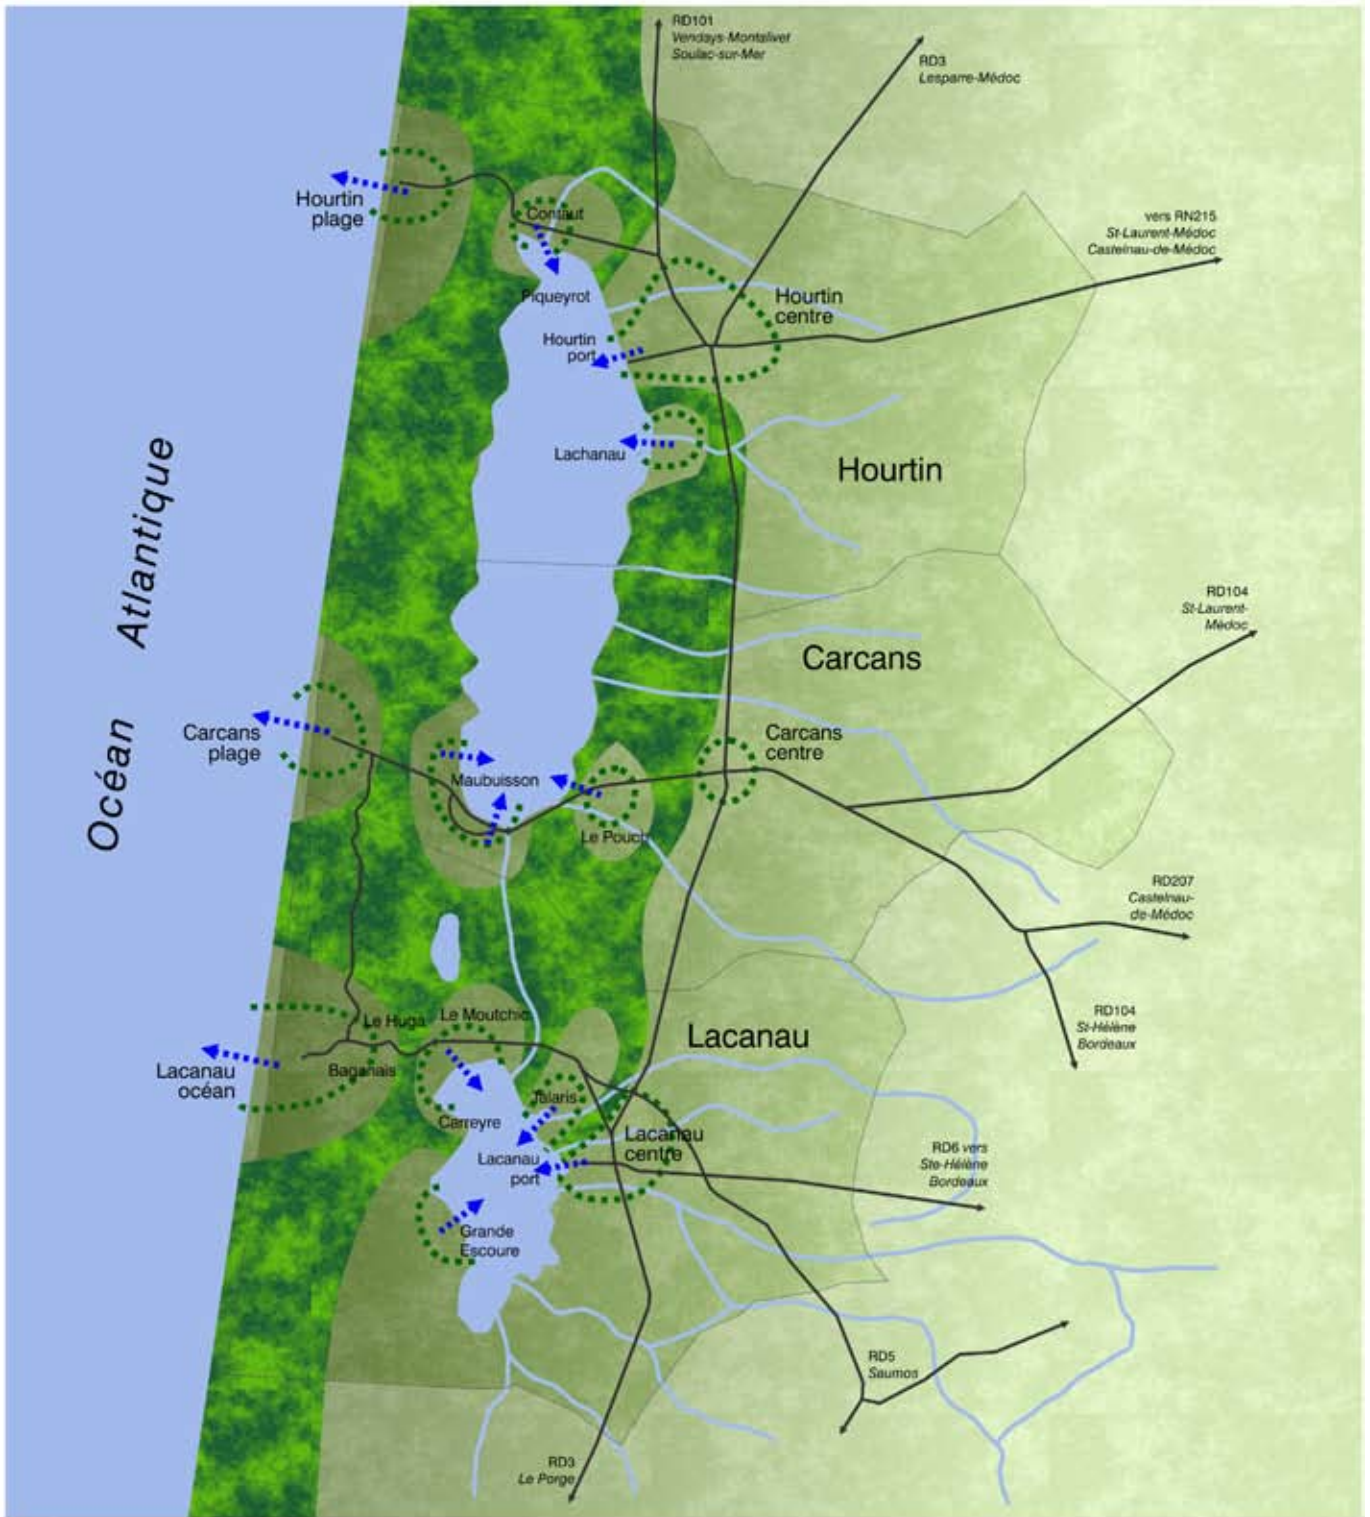 RD101
Vendays-Montalivet
Soulac-sur-Mer
RD3
Lesparre-Médoc
Hourtin
plage
Contaut
vers RN215
St-Laurent-Médoc
Castelnau-de-Médoc
Piqueyrot
Hourtin
centre
Hourtin
port
Lachanau
Hourtin
Océan Atlantique
RD104
St-Laurent-
Médoc
Carcans
Carcans
plage
Carcans
centre
Maubuisson
Le Pouch
RD207
Castelnau-
de-Médoc
Le Huga
Le Moutchic
Lacanau
RD104
St-Hélène
Bordeaux
Lacanau
océan
Baganais
Talaris
Carreyre
Lacanau
centre
Lacanau
port
RD6 vers
Ste-Hélène
Bordeaux
Grande
Escoure
RD5
Saumos
RD3
Le Porge